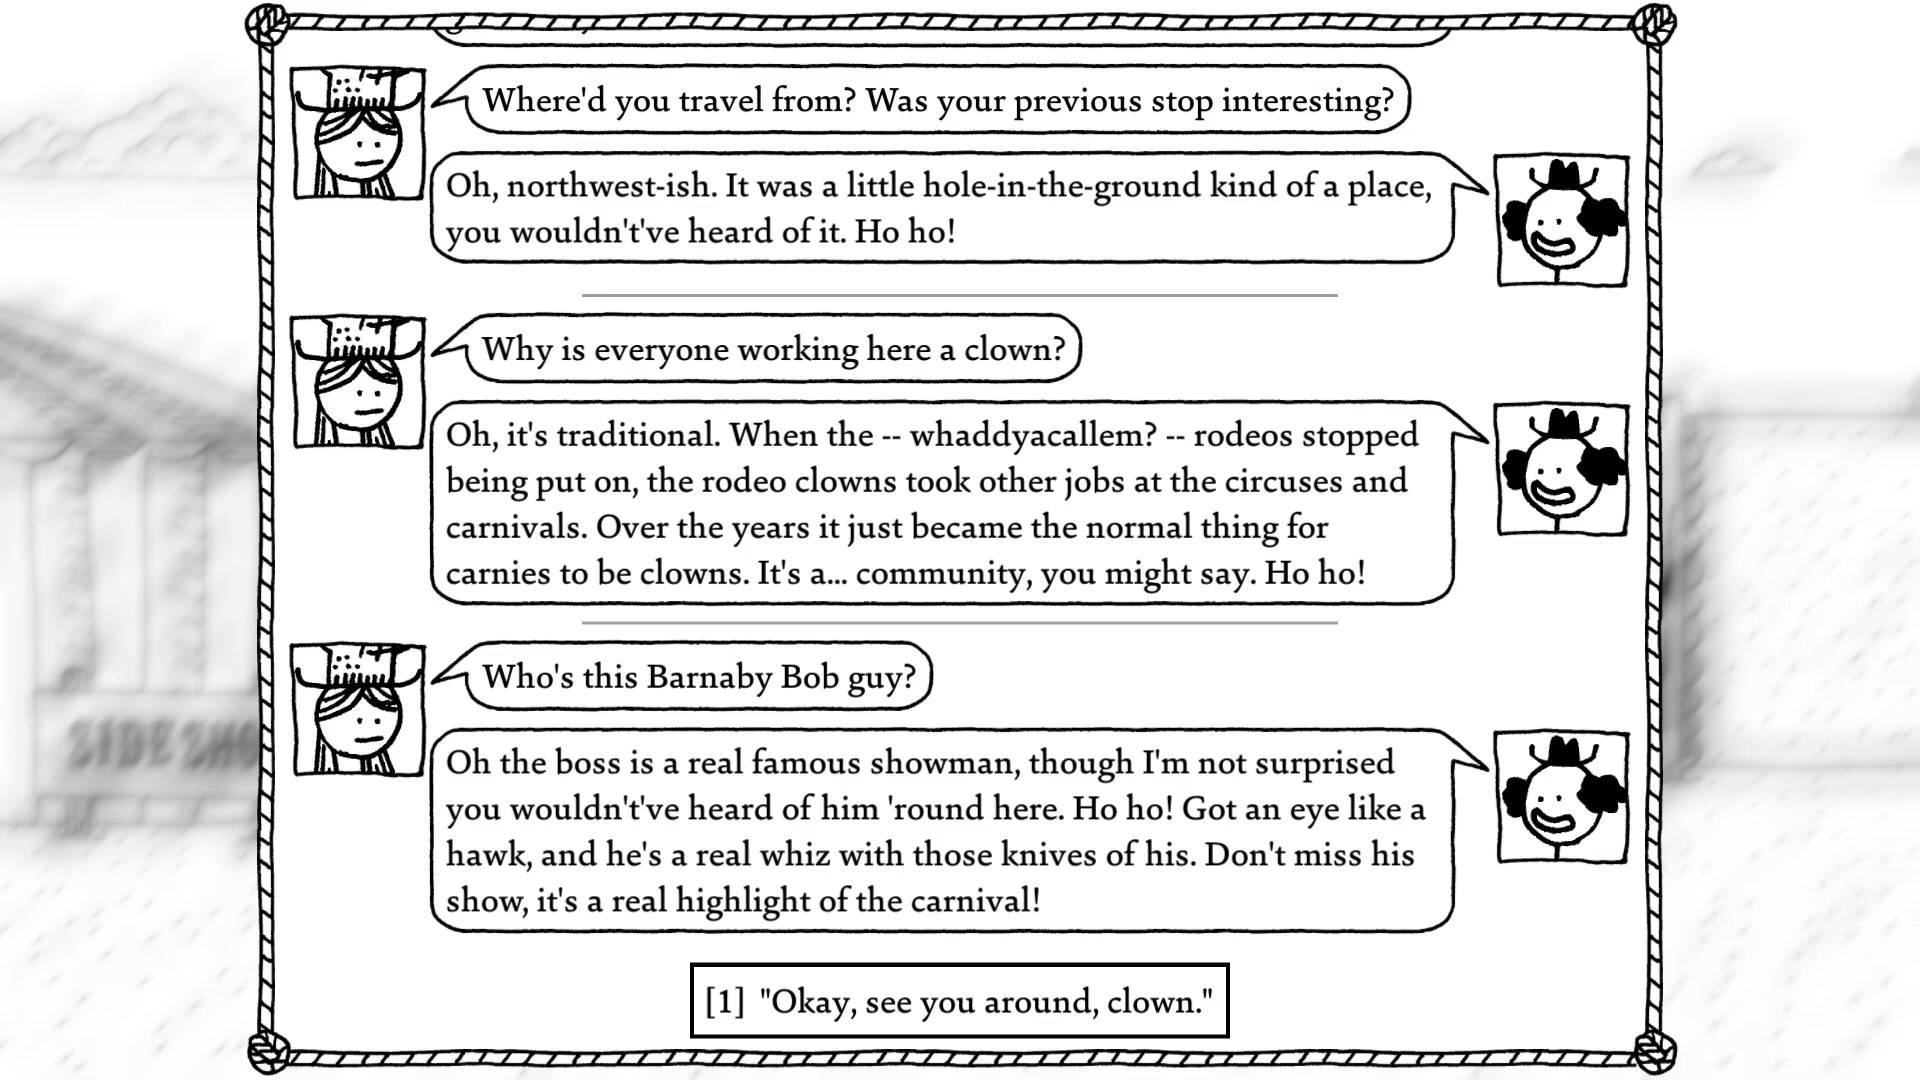 Where'd you travel from? Was your previous stop interesting?
Oh, northwest-ish. It was a little hole-in-the-ground kind of a place,
you wouldn't've heard of it. Ho ho!
Why is everyone working here a clown?
Oh, it's traditional. When the -- whaddyacallem? -- rodeos stopped
being put on, the rodeo clowns took other jobs at the circuses and
carnivals. Over the years it just became the normal thing for
carnies to be clowns. It's a... community, you might say. Ho ho!
Who's this Barnaby Bob guy?
Oh the boss is a real famous showman, though I'm not surprised
you wouldn't've heard of him 'round here. Ho ho! Got an eye like a
hawk, and he's a real whiz with those knives of his. Don't miss his
show, it's a real highlight of the carnival!
SIDE SHO
[1] "Okay, see you around, clown."